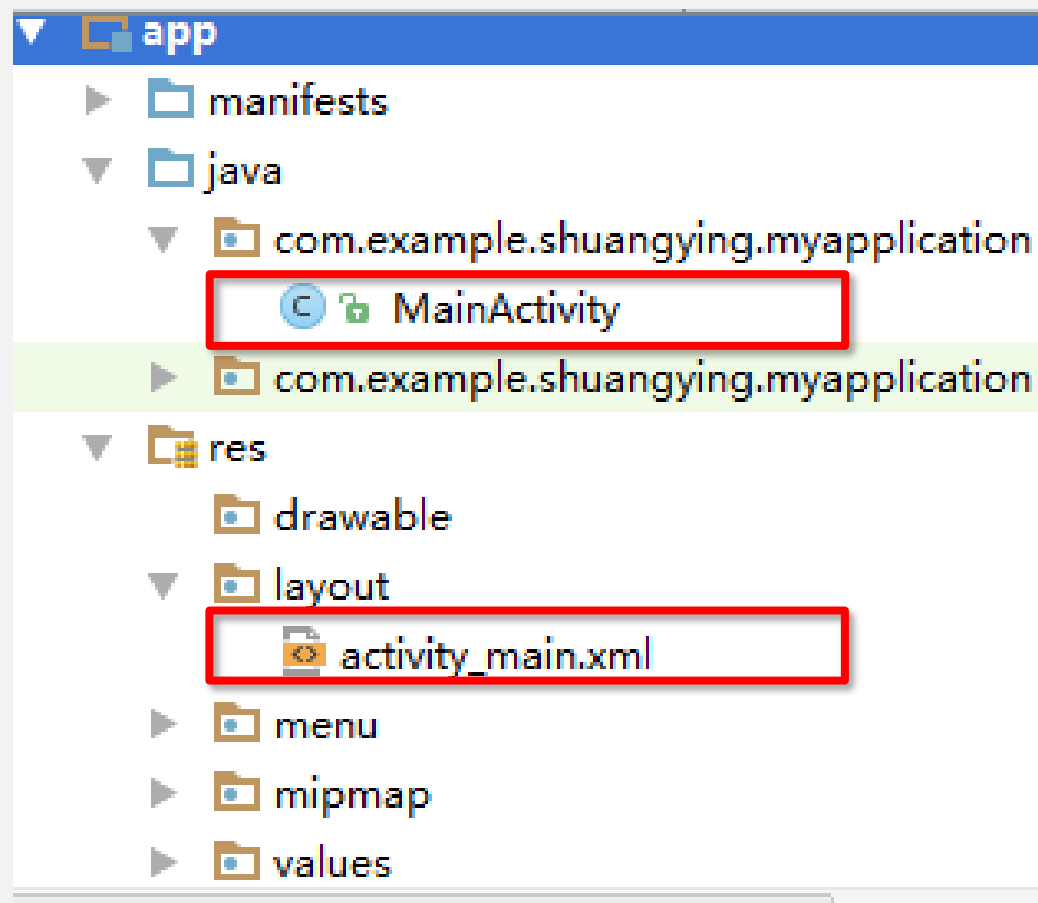 app
manifests
java
com.example.shuangying.myapplication
C MainActivity
com.example.shuangying.myapplication
res
drawable
layout
<> activity_main.xml
menu
mipmap
values